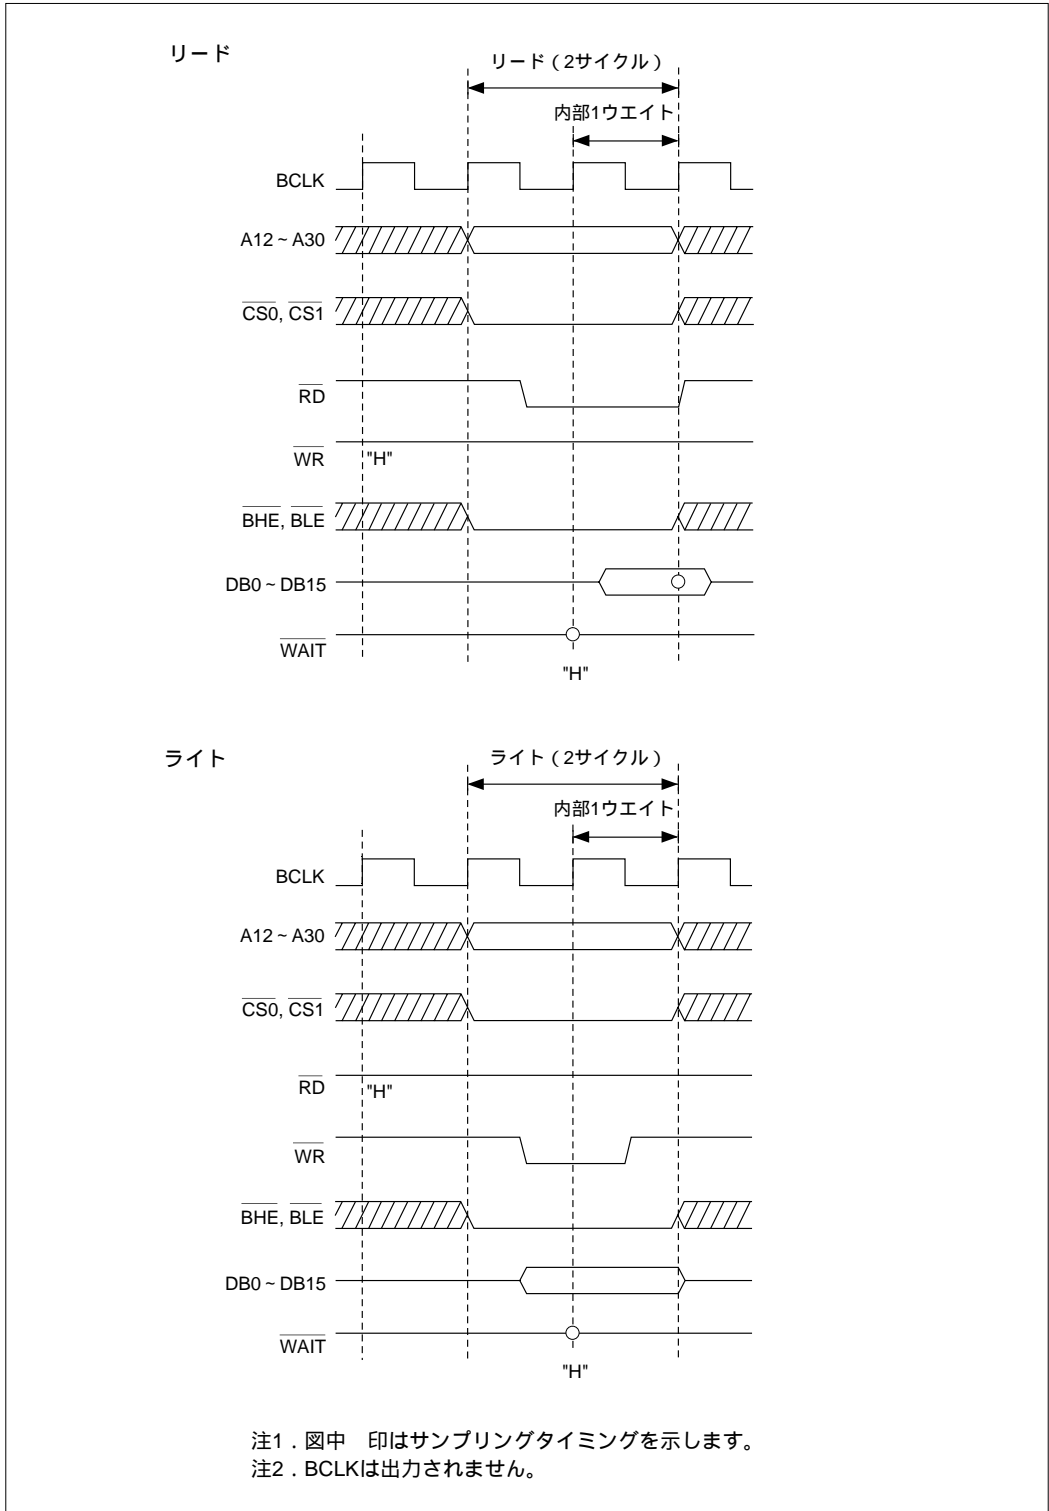 リード
リード（2サイクル）
内部1ウエイト
BCLK
A12～A30
CS0, CS1
RD
WR
"H"
BHE, BLE
DB0～DB15
WAIT
"H"
ライト
ライト（2サイクル）
内部1ウエイト
BCLK
A12～A30
CS0, CS1
RD
"H"
WR
BHE, BLE
DB0～DB15
WAIT
"H"
注1．図中　印はサンプリングタイミングを示します。
注2．BCLKは出力されません。